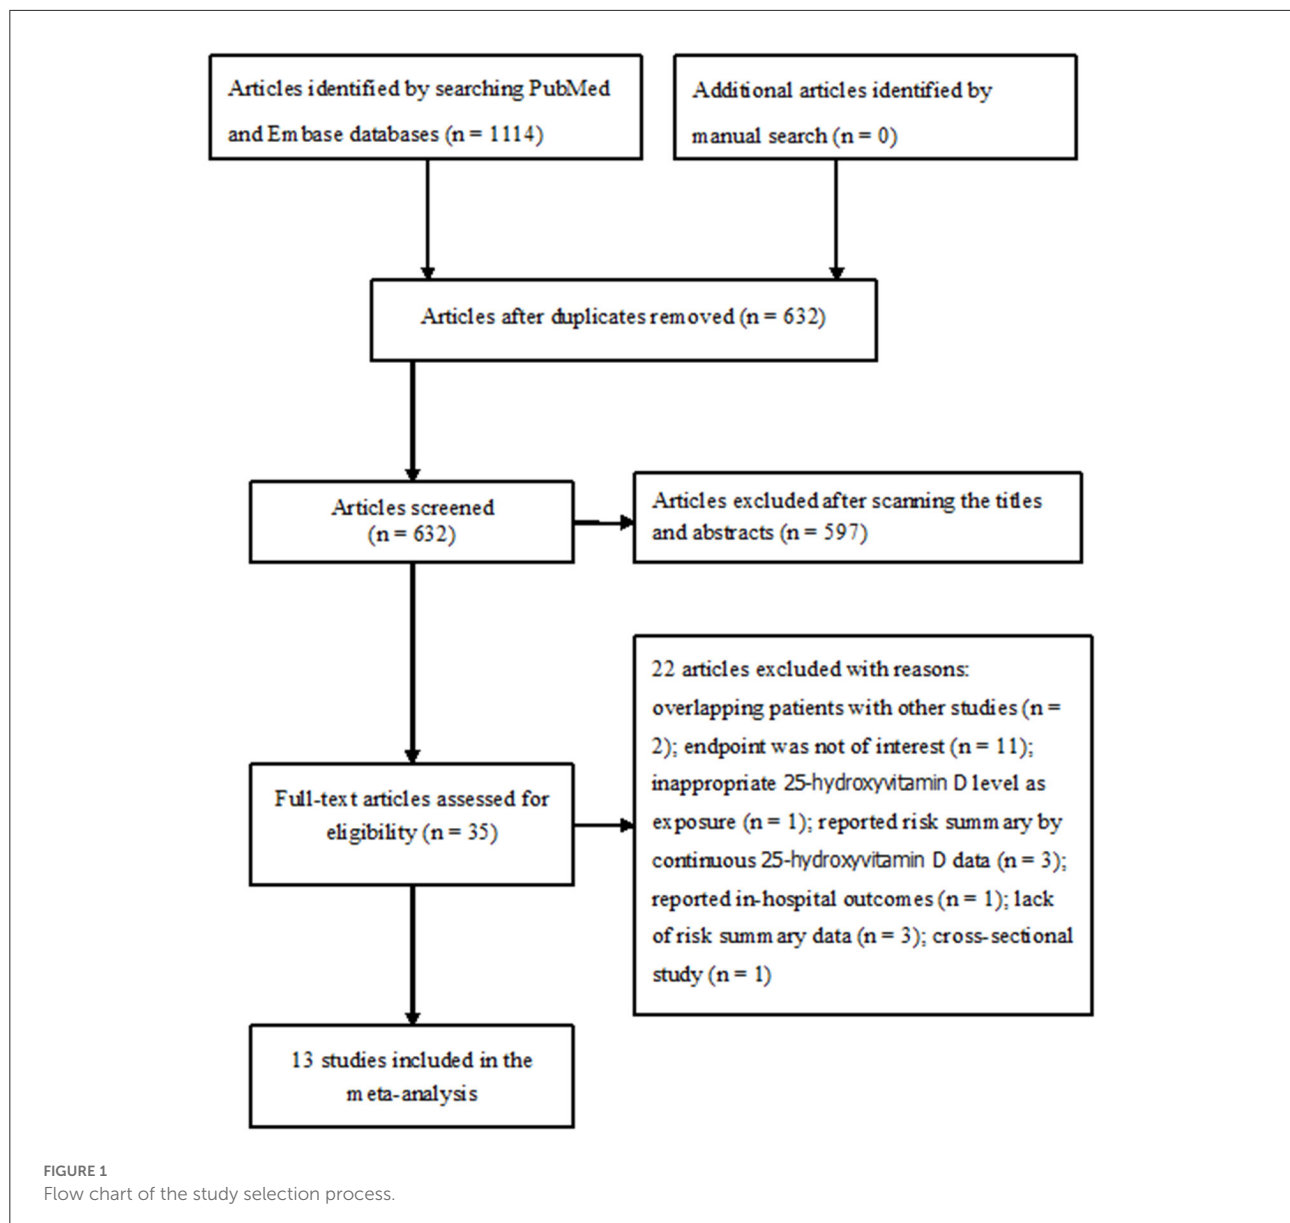 Articles identified by searching PubMed
and Embase databases (n = 1114)
Additional articles identified by
manual search (n = 0)
Articles after duplicates removed (n = 632)
Articles screened
(n = 632)
Articles excluded after scanning the titles
and abstracts (n = 597)
22 articles excluded with reasons:
overlapping patients with other studies (n =
2); endpoint was not of interest (n = 11);
inappropriate 25-hydroxyvitamin D level as
exposure (n = 1); reported risk summary by
continuous 25-hydroxyvitamin D data (n = 3);
reported in-hospital outcomes (n = 1); lack
of risk summary data (n = 3); cross-sectional
study (n = 1)
Full-text articles assessed for
eligibility (n = 35)
13 studies included in the
meta-analysis
FIGURE 1
Flow chart of the study selection process.